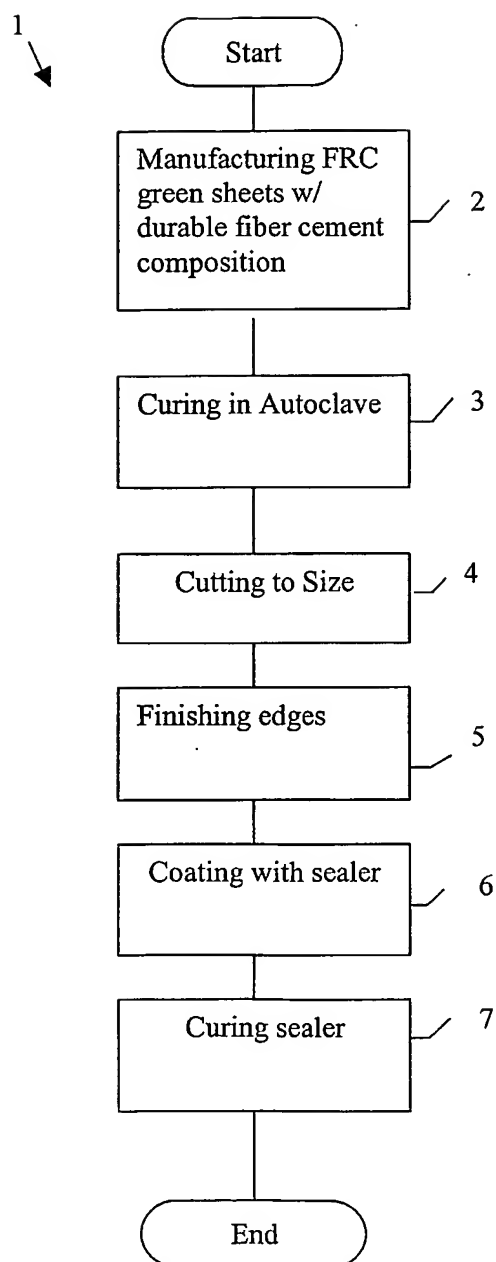 1
Start
Manufacturing FRC
green sheets w/
durable fiber cement
composition
2
Curing in Autoclave
3
Cutting to Size
4
Finishing edges
5
Coating with sealer
6
Curing sealer
7
End